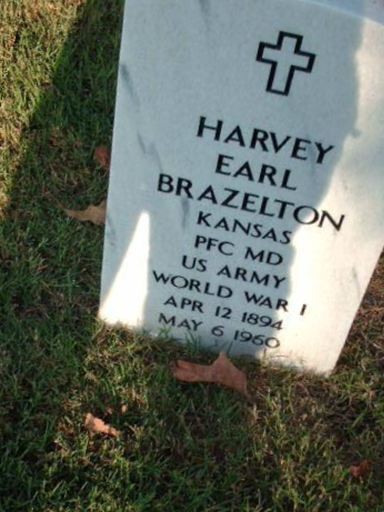 HARVEY
EARL
BRAZELTON
KANSAS
PFC MD
US ARMY
WORLD WAR I
APR 12 1894
MAY 6 1960